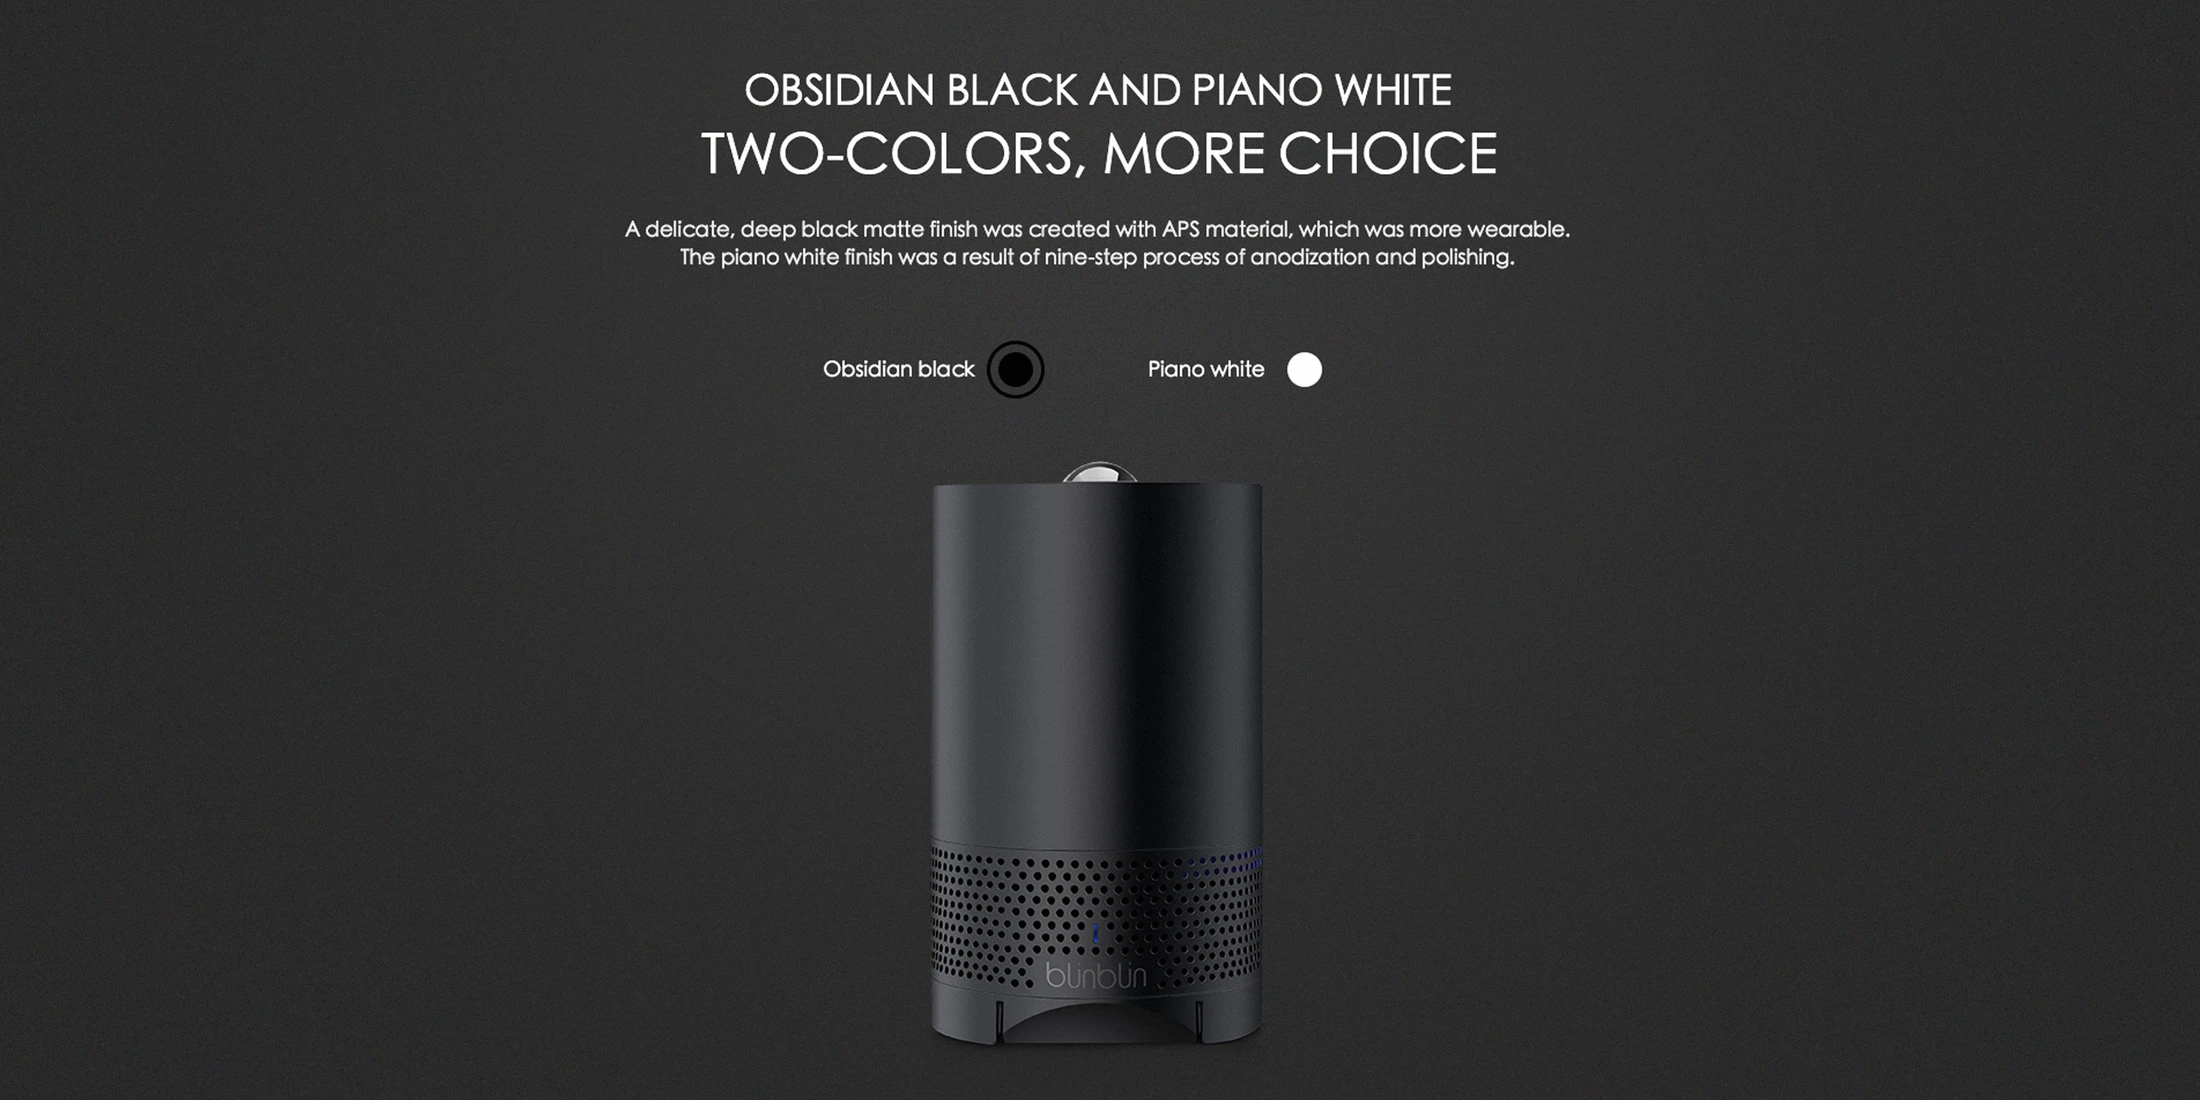 OBSIDIAN BLACK AND PIANO WHITE
TWO-COLORS, MORE CHOICE
A delicate, deep black matte finish was created with APS material, which was more wearable.
The piano white finish was a result of nine-step process of anodization and polishing.
Obsidian black
Piano white
blinblin